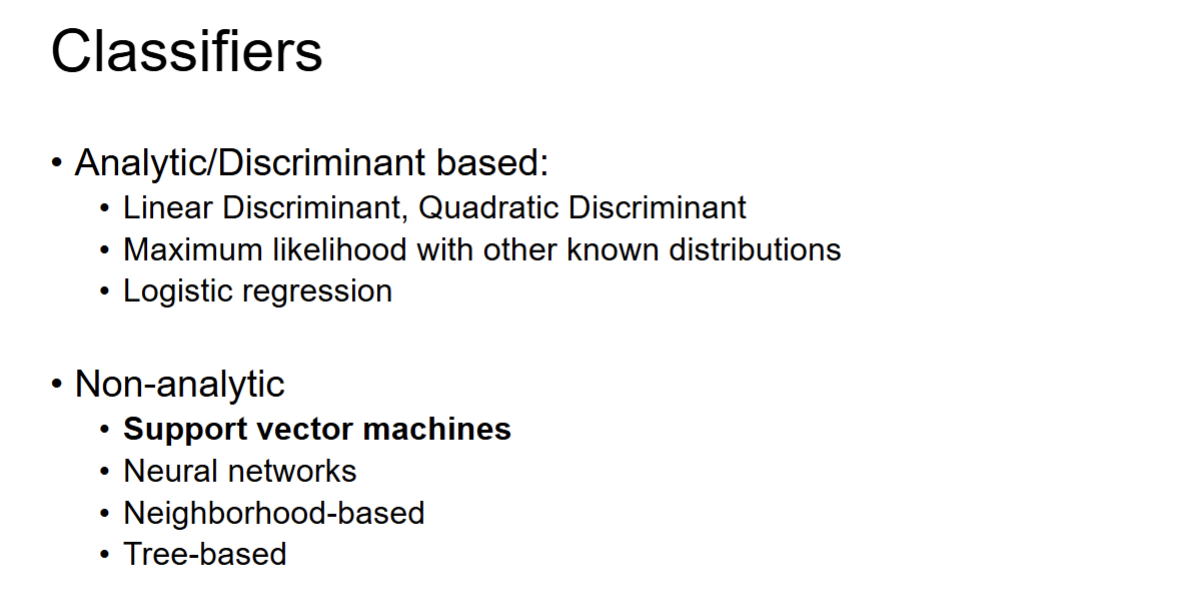 Classifiers
• Analytic/Discriminant based:
• Linear Discriminant, Quadratic Discriminant
• Maximum likelihood with other known distributions
• Logistic regression
• Non-analytic
• Support vector machines
• Neural networks
• Neighborhood-based
• Tree-based